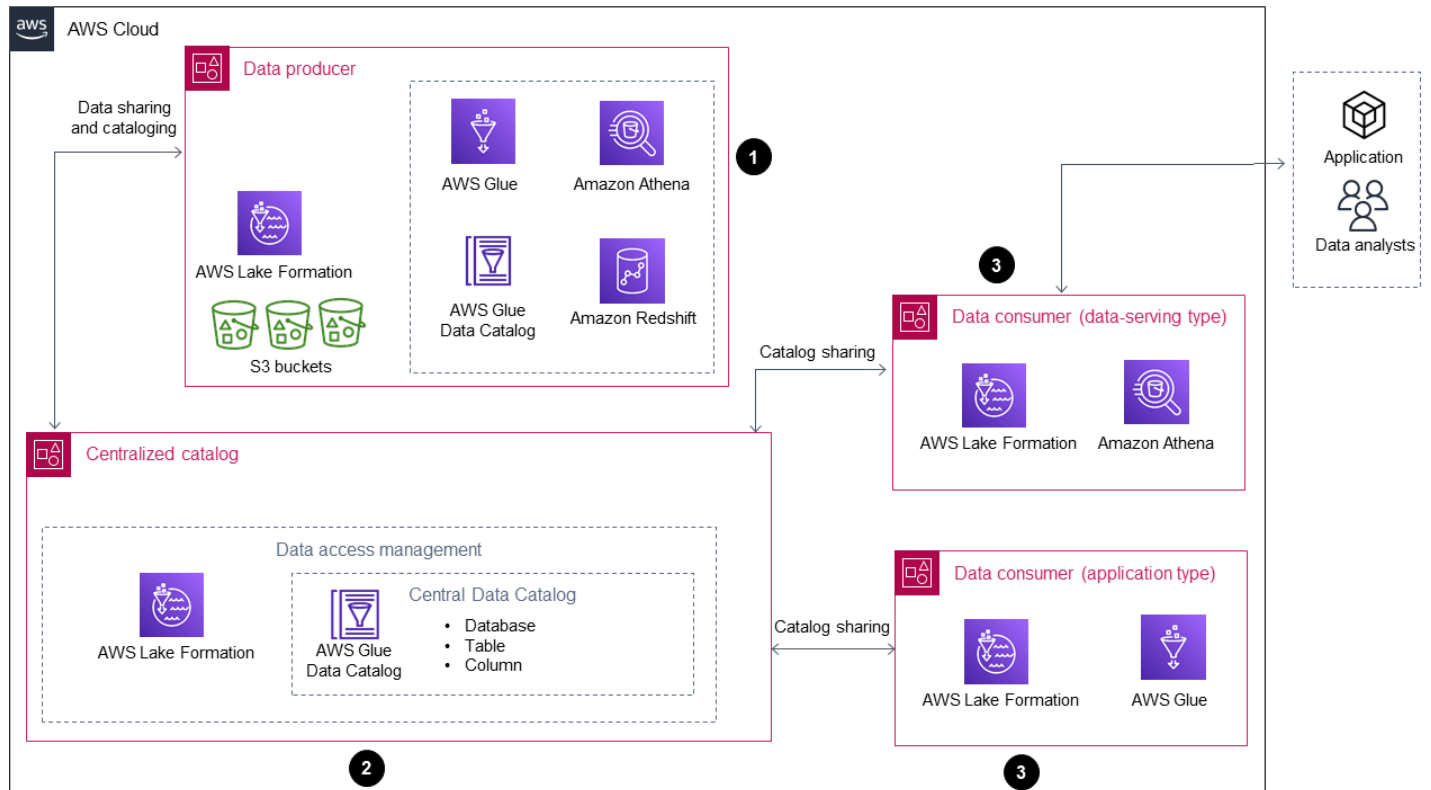 aws
AWS Cloud
Data producer
Data sharing
and cataloging
AWS Glue
Amazon Athena
1
AWS Lake Formation
AWS Glue
Data Catalog
Amazon Redshift
S3 buckets
Application
Data analysts
3
Data consumer (data-serving type)
Catalog sharing
AWS Lake Formation
Amazon Athena
Centralized catalog
Data access management
Central Data Catalog
• Database
• Table
• Column
AWS Lake Formation
AWS Glue
Data Catalog
2
Catalog sharing
Data consumer (application type)
AWS Lake Formation
AWS Glue
3